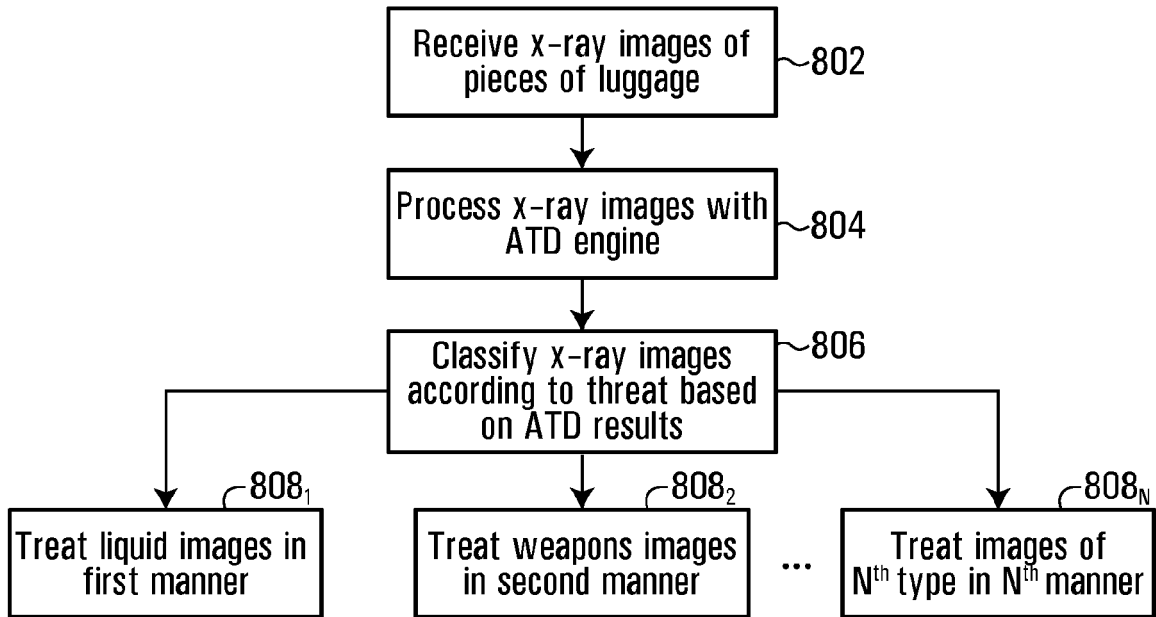 Receive x-ray images of
pieces of luggage
802
Process x-ray images with
ATD engine
804
Classify x-ray images
according to threat based
on ATD results
806
808₁
Treat liquid images in
first manner
808₂
Treat weapons images
in second manner
...
808_N
Treat images of
Nᵗʰ type in Nᵗʰ manner